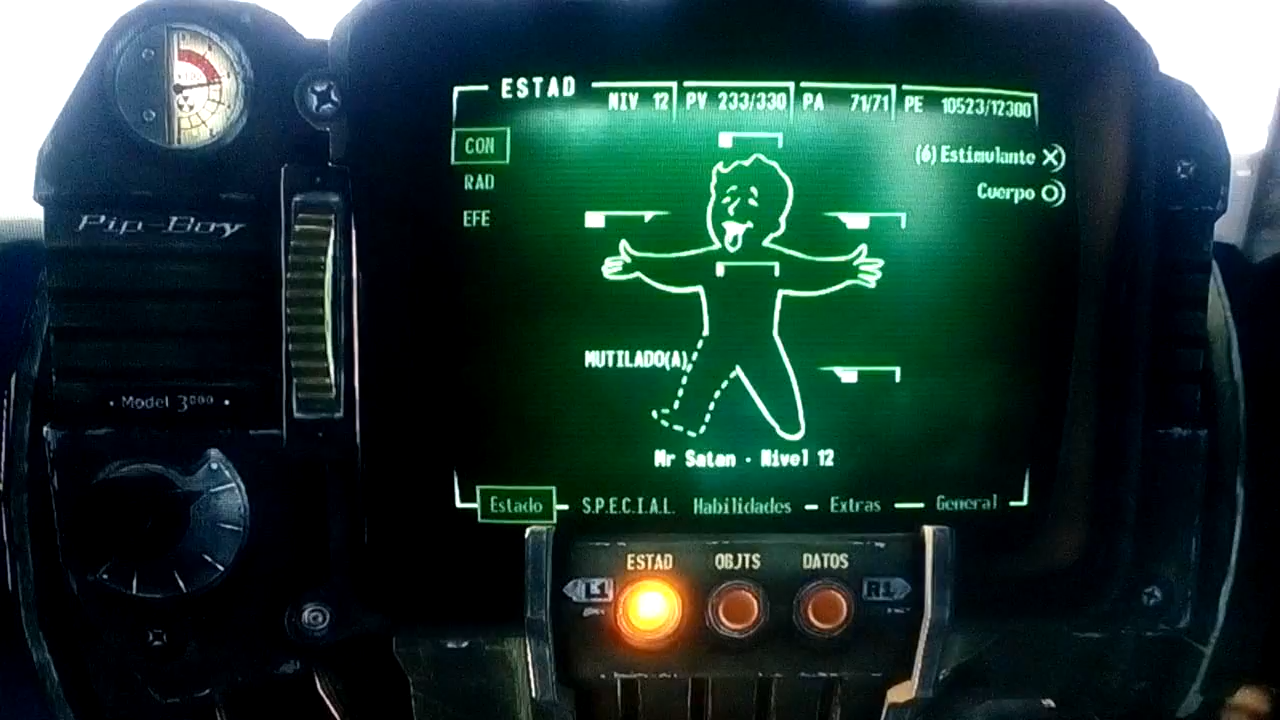 ESTAD
NIV 12 PV 233/330 PA 71/71 PE 10523/12300
CON
RAD
EFE
(6) Estimulante X)
Cuerpo O)
Pip-Boy
MUTILADO(A)
· Model 3000 ·
Mr Satan - Nivel 12
Estado S.P.E.C.I.A.L. Habilidades Extras General
ESTAD OBJTS DATOS
L1 R1